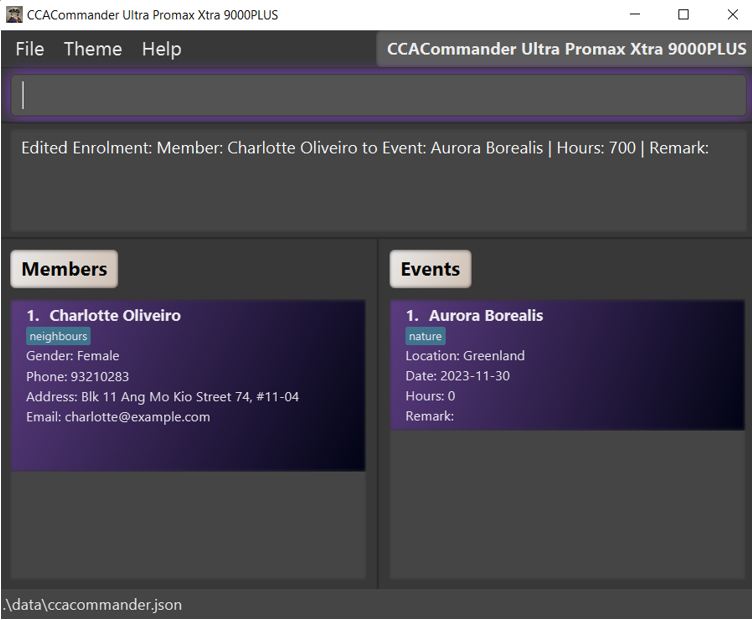 CCACommander Ultra Promax Xtra 9000PLUS
File Theme Help
CCACommander Ultra Promax Xtra 9000PLUS
Edited Enrolment: Member: Charlotte Oliveiro to Event: Aurora Borealis | Hours: 700 | Remark:
Members
1. Charlotte Oliveiro
neighbours
Gender: Female
Phone: 93210283
Address: Blk 11 Ang Mo Kio Street 74, #11-04
Email: charlotte@example.com
Events
1. Aurora Borealis
nature
Location: Greenland
Date: 2023-11-30
Hours: 0
Remark:
.\data\ccacommander.json